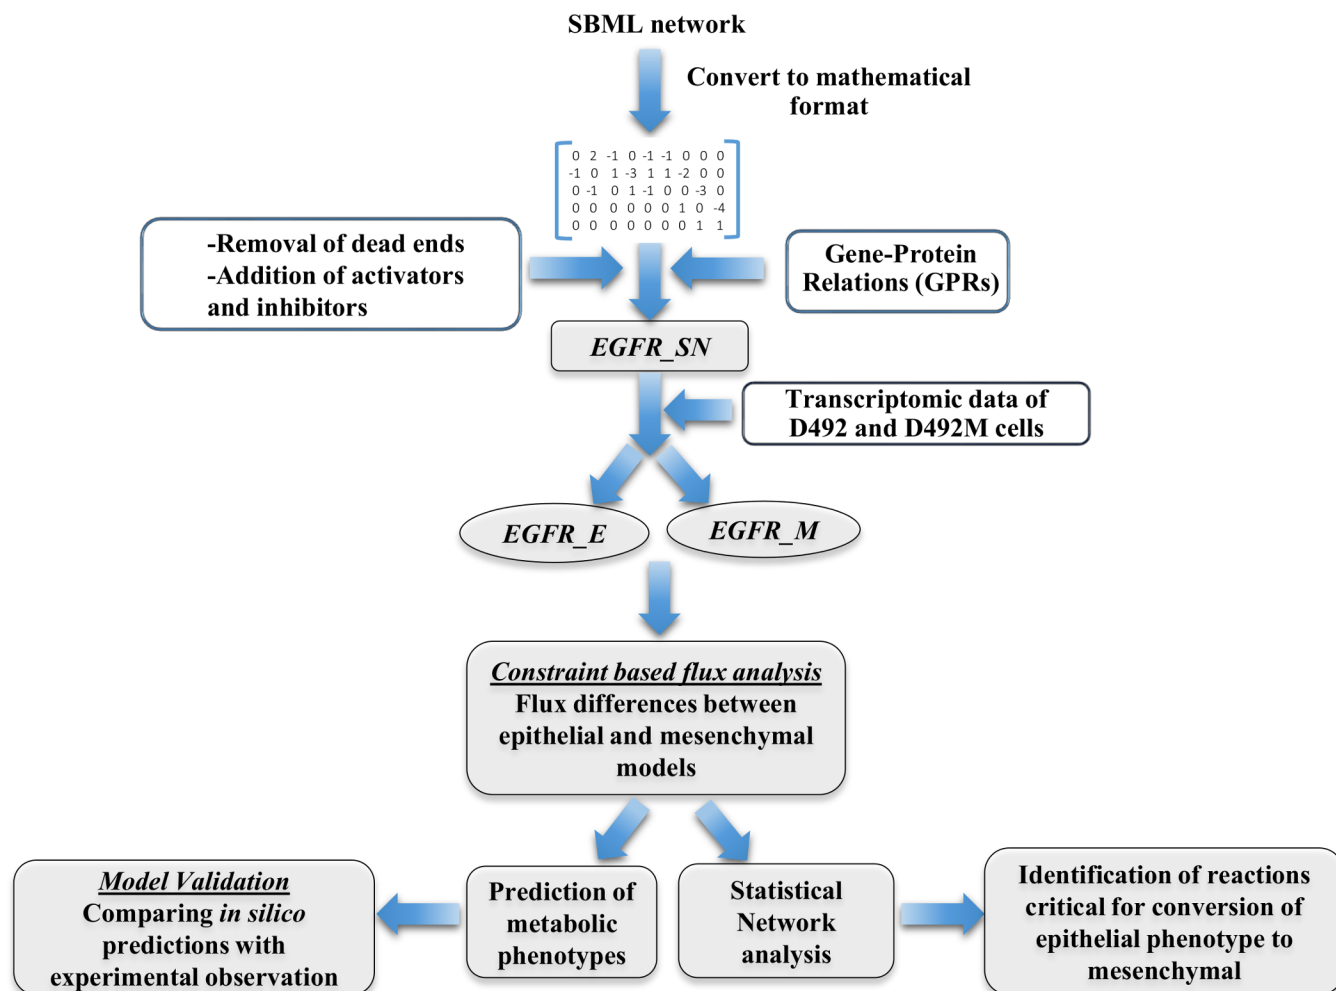 SBML network
Convert to mathematical
format
0 2 -1 0 -1 -1 0 0 0
-1 0 1 -3 1 1 -2 0 0
0 -1 0 1 -1 0 0 -3 0
0 0 0 0 0 0 1 0 -4
0 0 0 0 0 0 0 1 1
-Removal of dead ends
-Addition of activators
and inhibitors
Gene-Protein
Relations (GPRs)
EGFR_SN
Transcriptomic data of
D492 and D492M cells
EGFR_E
EGFR_M
Constraint based flux analysis
Flux differences between
epithelial and mesenchymal
models
Model Validation
Comparing in silico
predictions with
experimental observation
Prediction of
metabolic
phenotypes
Statistical
Network
analysis
Identification of reactions
critical for conversion of
epithelial phenotype to
mesenchymal